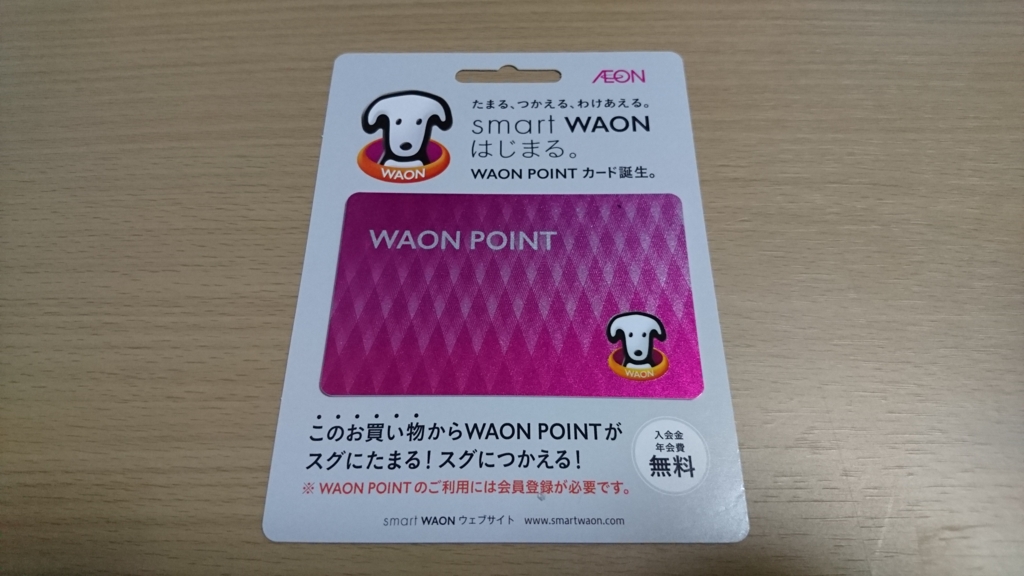 ÆON
たまる、つかえる、わけあえる。
smart WAON
はじまる。
WAON POINT カード誕生。
WAON
WAON POINT
WAON
このお買い物からWAON POINTが
スグにたまる！スグにつかえる！
※ WAON POINTのご利用には会員登録が必要です。
入会金
年会費
無料
smart WAON ウェブサイト www.smartwaon.com